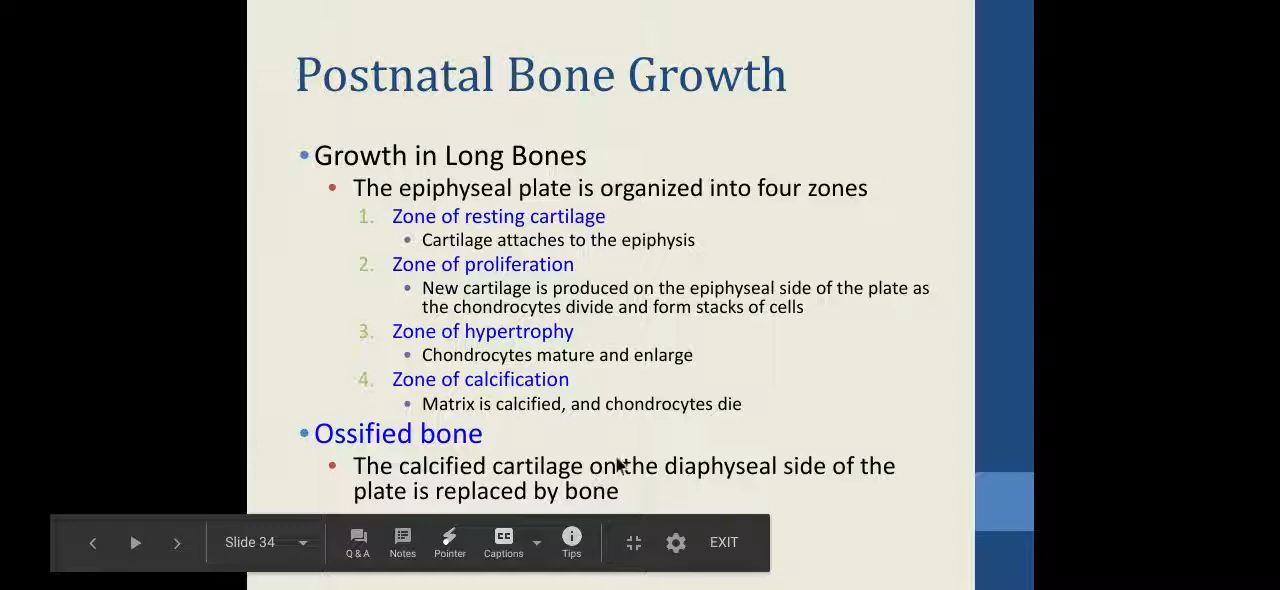 Postnatal Bone Growth
• Growth in Long Bones
• The epiphyseal plate is organized into four zones
1. Zone of resting cartilage
• Cartilage attaches to the epiphysis
2. Zone of proliferation
• New cartilage is produced on the epiphyseal side of the plate as
the chondrocytes divide and form stacks of cells
3. Zone of hypertrophy
• Chondrocytes mature and enlarge
4. Zone of calcification
• Matrix is calcified, and chondrocytes die
• Ossified bone
• The calcified cartilage on the diaphyseal side of the
plate is replaced by bone
Slide 34
Q & A
Notes
Pointer
CC
Captions
Tips
EXIT